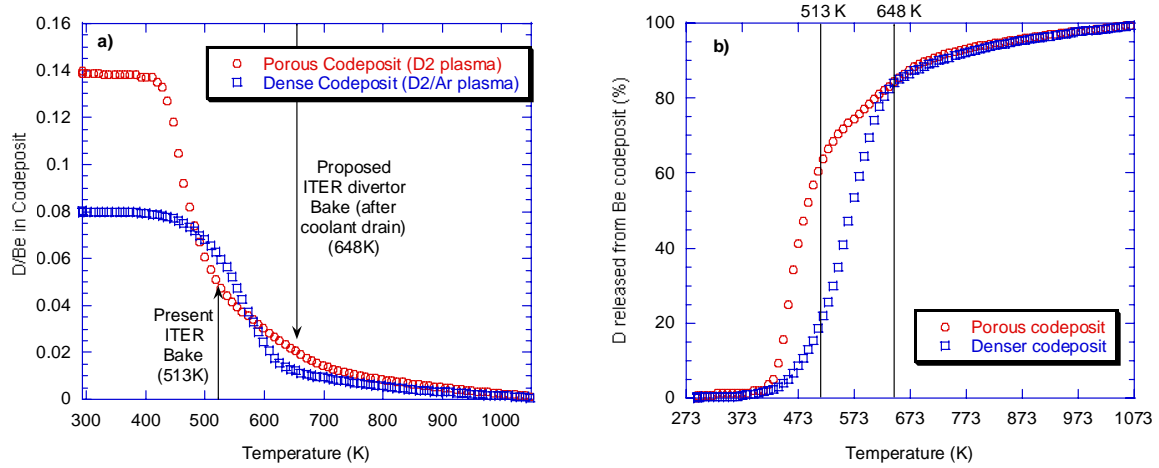 a)
Porous Codeposit (D2 plasma)
Dense Codeposit (D2/Ar plasma)
Proposed
ITER divertor
Bake (after
coolant drain)
(648K)
Present
ITER
Bake
(513K)
D/Be in Codeposit
0.16
0.14
0.12
0.1
0.08
0.06
0.04
0.02
0
300 400 500 600 700 800 900 1000
Temperature (K)
513 K 648 K
b)
Porous codeposit
Denser codeposit
D released from Be codeposit (%)
100
80
60
40
20
0
273 373 473 573 673 773 873 973 1073
Temperature (K)